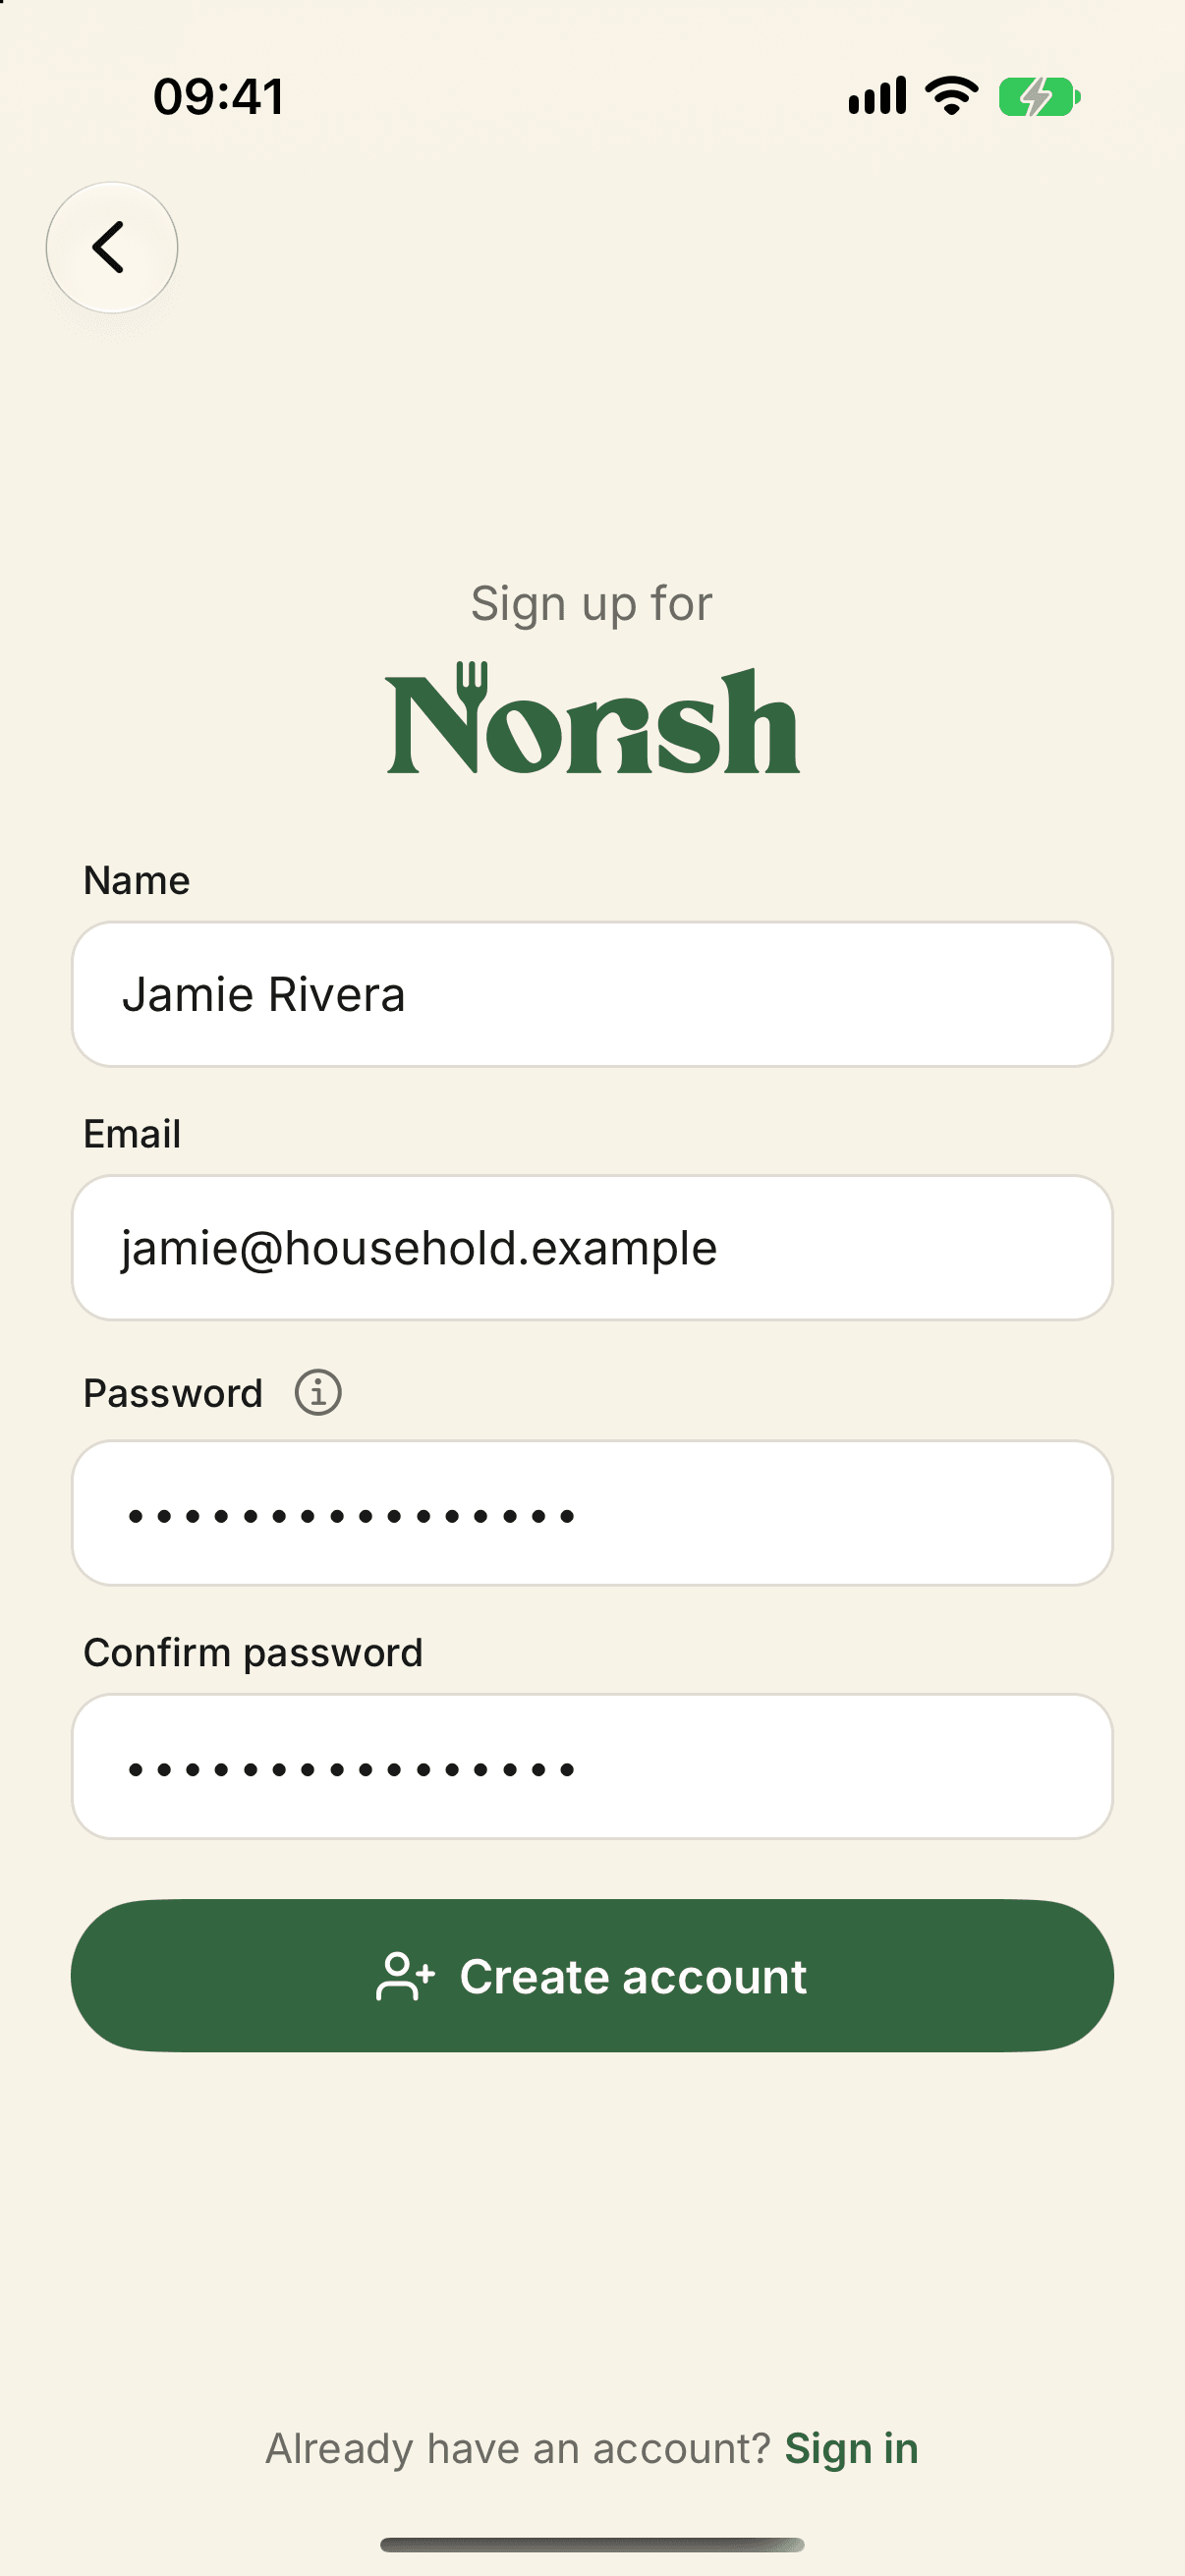 09:41
Sign up for
Norish
Name
Jamie Rivera
Email
jamie@household.example
Password
••••••••••••••••
Confirm password
••••••••••••••••
Create account
Already have an account? Sign in